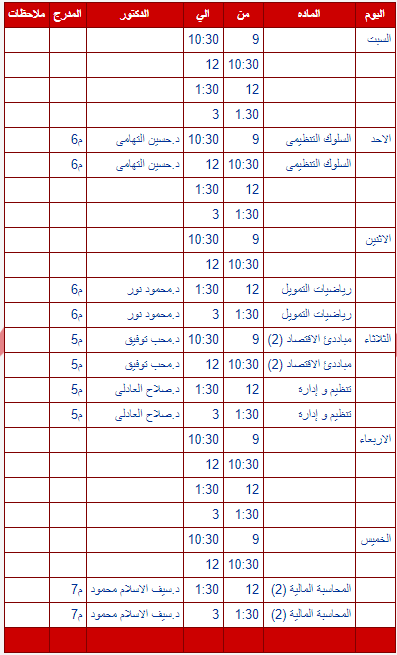 اليوم الماده من الي الدكتور المدرج ملاحظات
السبت 9 10:30
10:30 12
12 1:30
1.30 3
الاحد السلوك التنظيمى 9 10:30 د.حسين التهامى م6
السلوك التنظيمى 10:30 12 د.حسين التهامى م6
12 1:30
1:30 3
الاثنين 9 10:30
10:30 12
رياضيات التمويل 12 1:30 د.محمود نور م6
رياضيات التمويل 1:30 3 د.محمود نور م6
الثلاثاء مباددئ الاقتصاد (2) 9 10:30 د.محب توفيق م5
مباددئ الاقتصاد (2) 10:30 12 د.محب توفيق م5
تنظيم و إدارة 12 1:30 د.صلاح العادلى م5
تنظيم و إدارة 1:30 3 د.صلاح العادلى م5
الاربعاء 9 10:30
10:30 12
12 1:30
1:30 3
الخميس 9 10:30
10:30 12
المحاسبة المالية (2) 12 1:30 د.سيف الاسلام محمود م7
المحاسبة المالية (2) 1:30 3 د.سيف الاسلام محمود م7